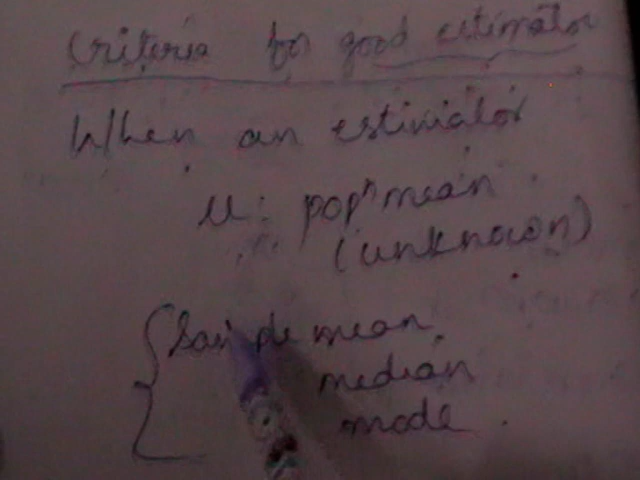 Criteria for good estimator
When an estimator
μ: popⁿ mean
(unknown)
Sample mean
median
mode.